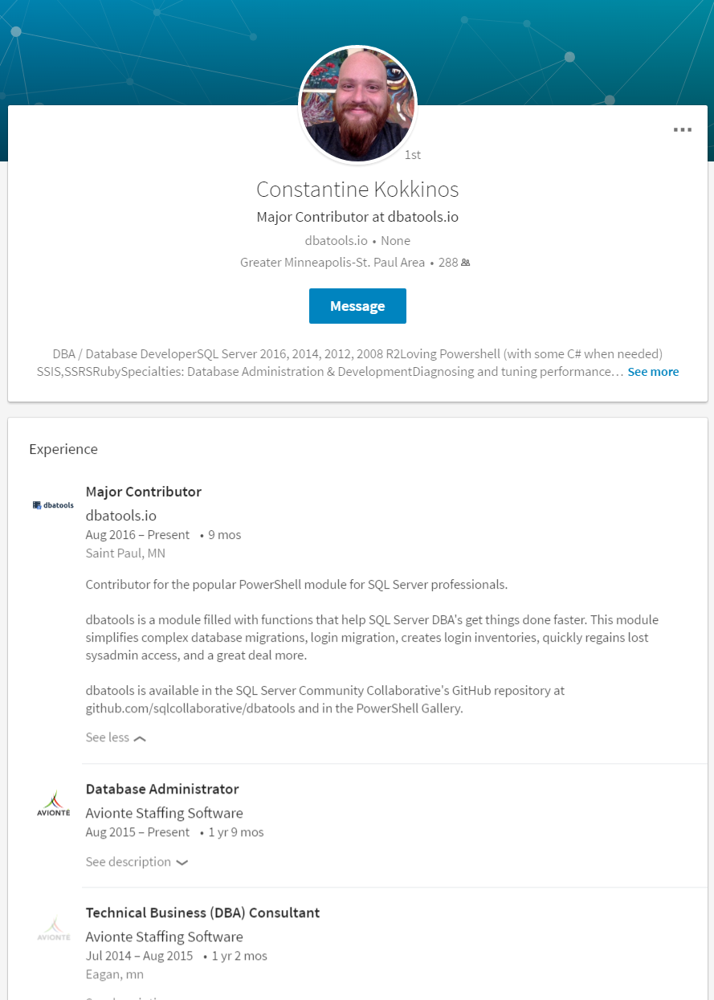 1st
Constantine Kokkinos
Major Contributor at dbatools.io
dbatools.io • None
Greater Minneapolis-St. Paul Area • 288
Message
DBA / Database DeveloperSQL Server 2016, 2014, 2012, 2008 R2Loving Powershell (with some C# when needed)
SSIS,SSRSRubySpecialties: Database Administration & DevelopmentDiagnosing and tuning performance… See more
Experience
dbatools
Major Contributor
dbatools.io
Aug 2016 – Present • 9 mos
Saint Paul, MN
Contributor for the popular PowerShell module for SQL Server professionals.
dbatools is a module filled with functions that help SQL Server DBA's get things done faster. This module
simplifies complex database migrations, login migration, creates login inventories, quickly regains lost
sysadmin access, and a great deal more.
dbatools is available in the SQL Server Community Collaborative's GitHub repository at
github.com/sqlcollaborative/dbatools and in the PowerShell Gallery.
See less
AVIONTÉ
Database Administrator
Avionte Staffing Software
Aug 2015 – Present • 1 yr 9 mos
See description
AVIONTÉ
Technical Business (DBA) Consultant
Avionte Staffing Software
Jul 2014 – Aug 2015 • 1 yr 2 mos
Eagan, mn